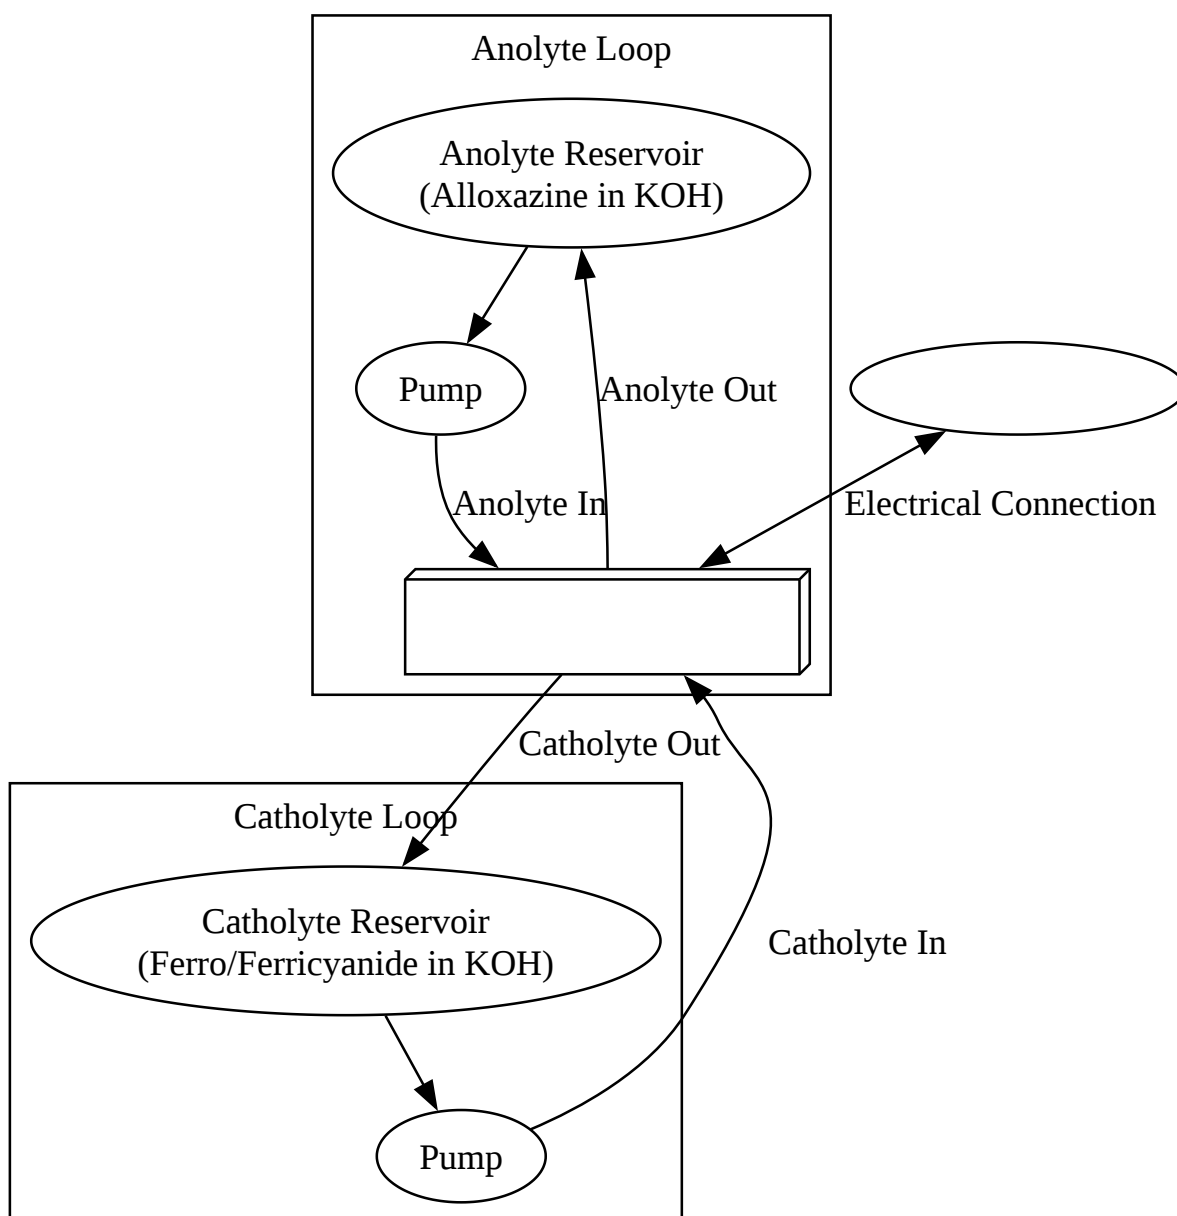 Anolyte Loop
Anolyte Reservoir
(Alloxazine in KOH)
Pump
Anolyte Out
Anolyte In
Electrical Connection
Catholyte Out
Catholyte Loop
Catholyte Reservoir
(Ferro/Ferricyanide in KOH)
Catholyte In
Pump